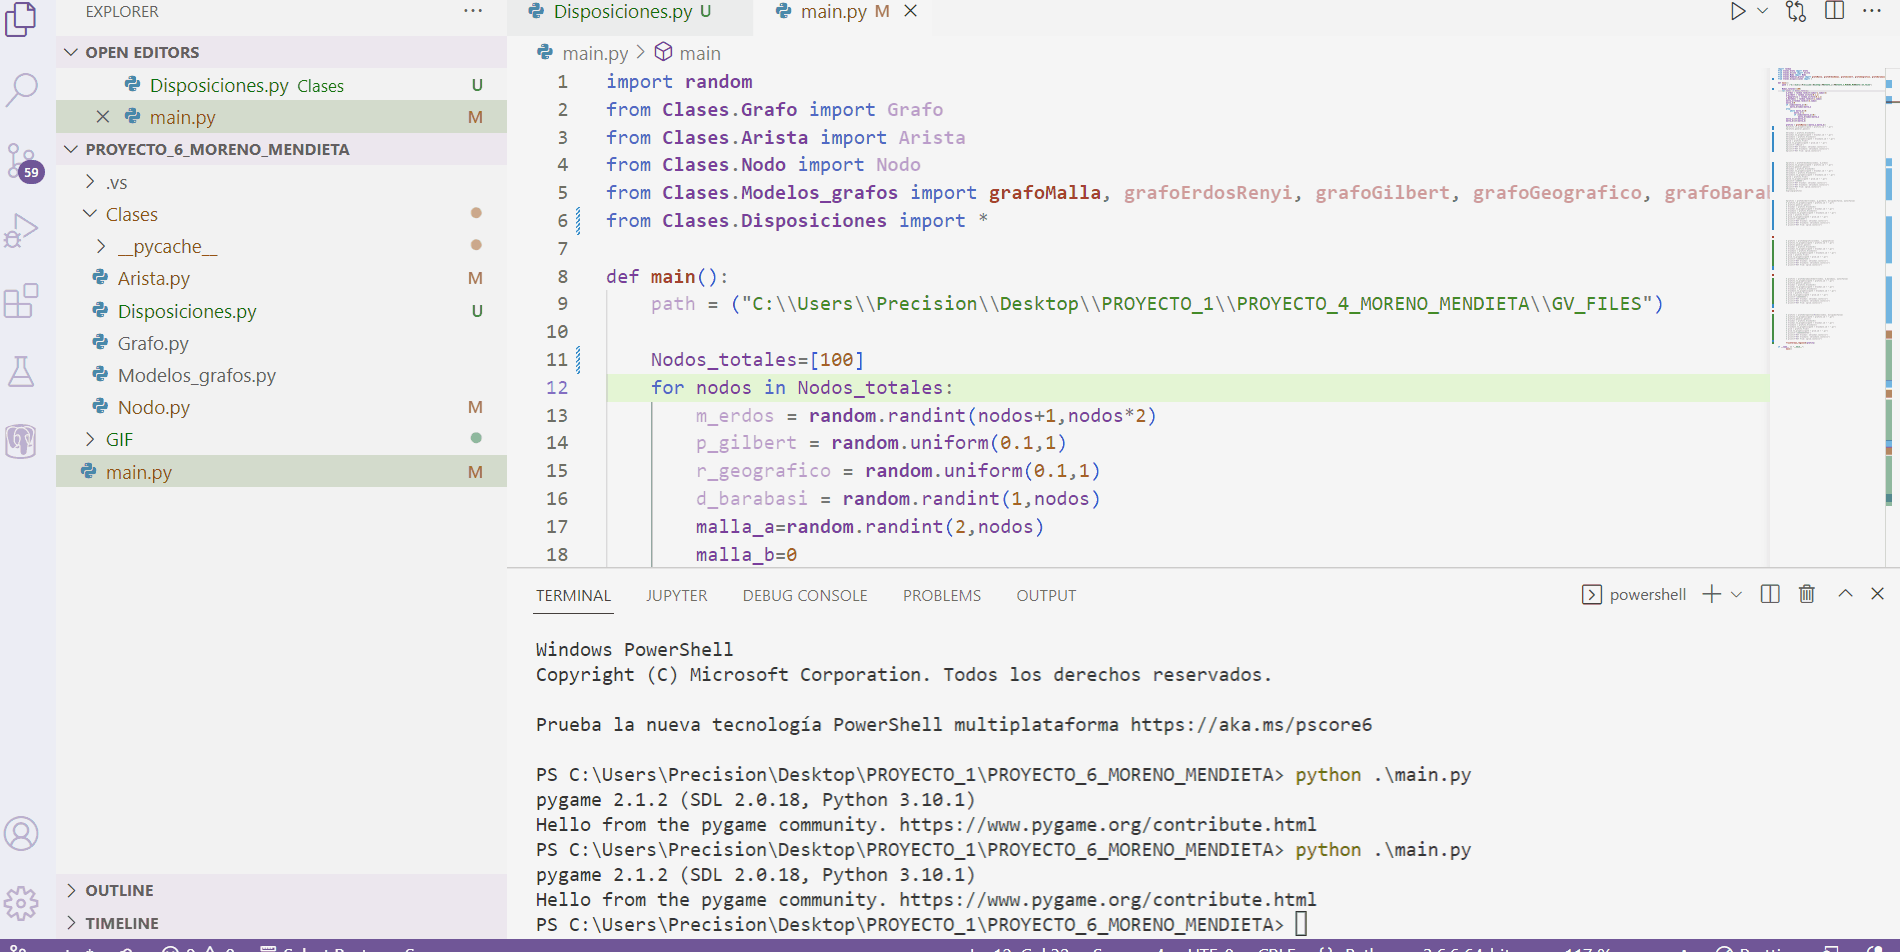 EXPLORER
OPEN EDITORS
Disposiciones.py Clases U
main.py M
PROYECTO_6_MORENO_MENDIETA
.vs
Clases
__pycache__
Arista.py M
Disposiciones.py U
Grafo.py
Modelos_grafos.py
Nodo.py M
GIF
main.py M
OUTLINE
TIMELINE
59
Disposiciones.py U
main.py M
main.py > main
1 import random
2 from Clases.Grafo import Grafo
3 from Clases.Arista import Arista
4 from Clases.Nodo import Nodo
5 from Clases.Modelos_grafos import grafoMalla, grafoErdosRenyi, grafoGilbert, grafoGeografico, grafoBara
6 from Clases.Disposiciones import *
7
8 def main():
9 path = ("C:\\Users\\Precision\\Desktop\\PROYECTO_1\\PROYECTO_4_MORENO_MENDIETA\\GV_FILES")
10
11 Nodos_totales=[100]
12 for nodos in Nodos_totales:
13 m_erdos = random.randint(nodos+1,nodos*2)
14 p_gilbert = random.uniform(0.1,1)
15 r_geografico = random.uniform(0.1,1)
16 d_barabasi = random.randint(1,nodos)
17 malla_a=random.randint(2,nodos)
18 malla_b=0
TERMINAL JUPYTER DEBUG CONSOLE PROBLEMS OUTPUT
powershell
Windows PowerShell
Copyright (C) Microsoft Corporation. Todos los derechos reservados.
Prueba la nueva tecnología PowerShell multiplataforma https://aka.ms/pscore6
PS C:\Users\Precision\Desktop\PROYECTO_1\PROYECTO_6_MORENO_MENDIETA> python .\main.py
pygame 2.1.2 (SDL 2.0.18, Python 3.10.1)
Hello from the pygame community. https://www.pygame.org/contribute.html
PS C:\Users\Precision\Desktop\PROYECTO_1\PROYECTO_6_MORENO_MENDIETA> python .\main.py
pygame 2.1.2 (SDL 2.0.18, Python 3.10.1)
Hello from the pygame community. https://www.pygame.org/contribute.html
PS C:\Users\Precision\Desktop\PROYECTO_1\PROYECTO_6_MORENO_MENDIETA>